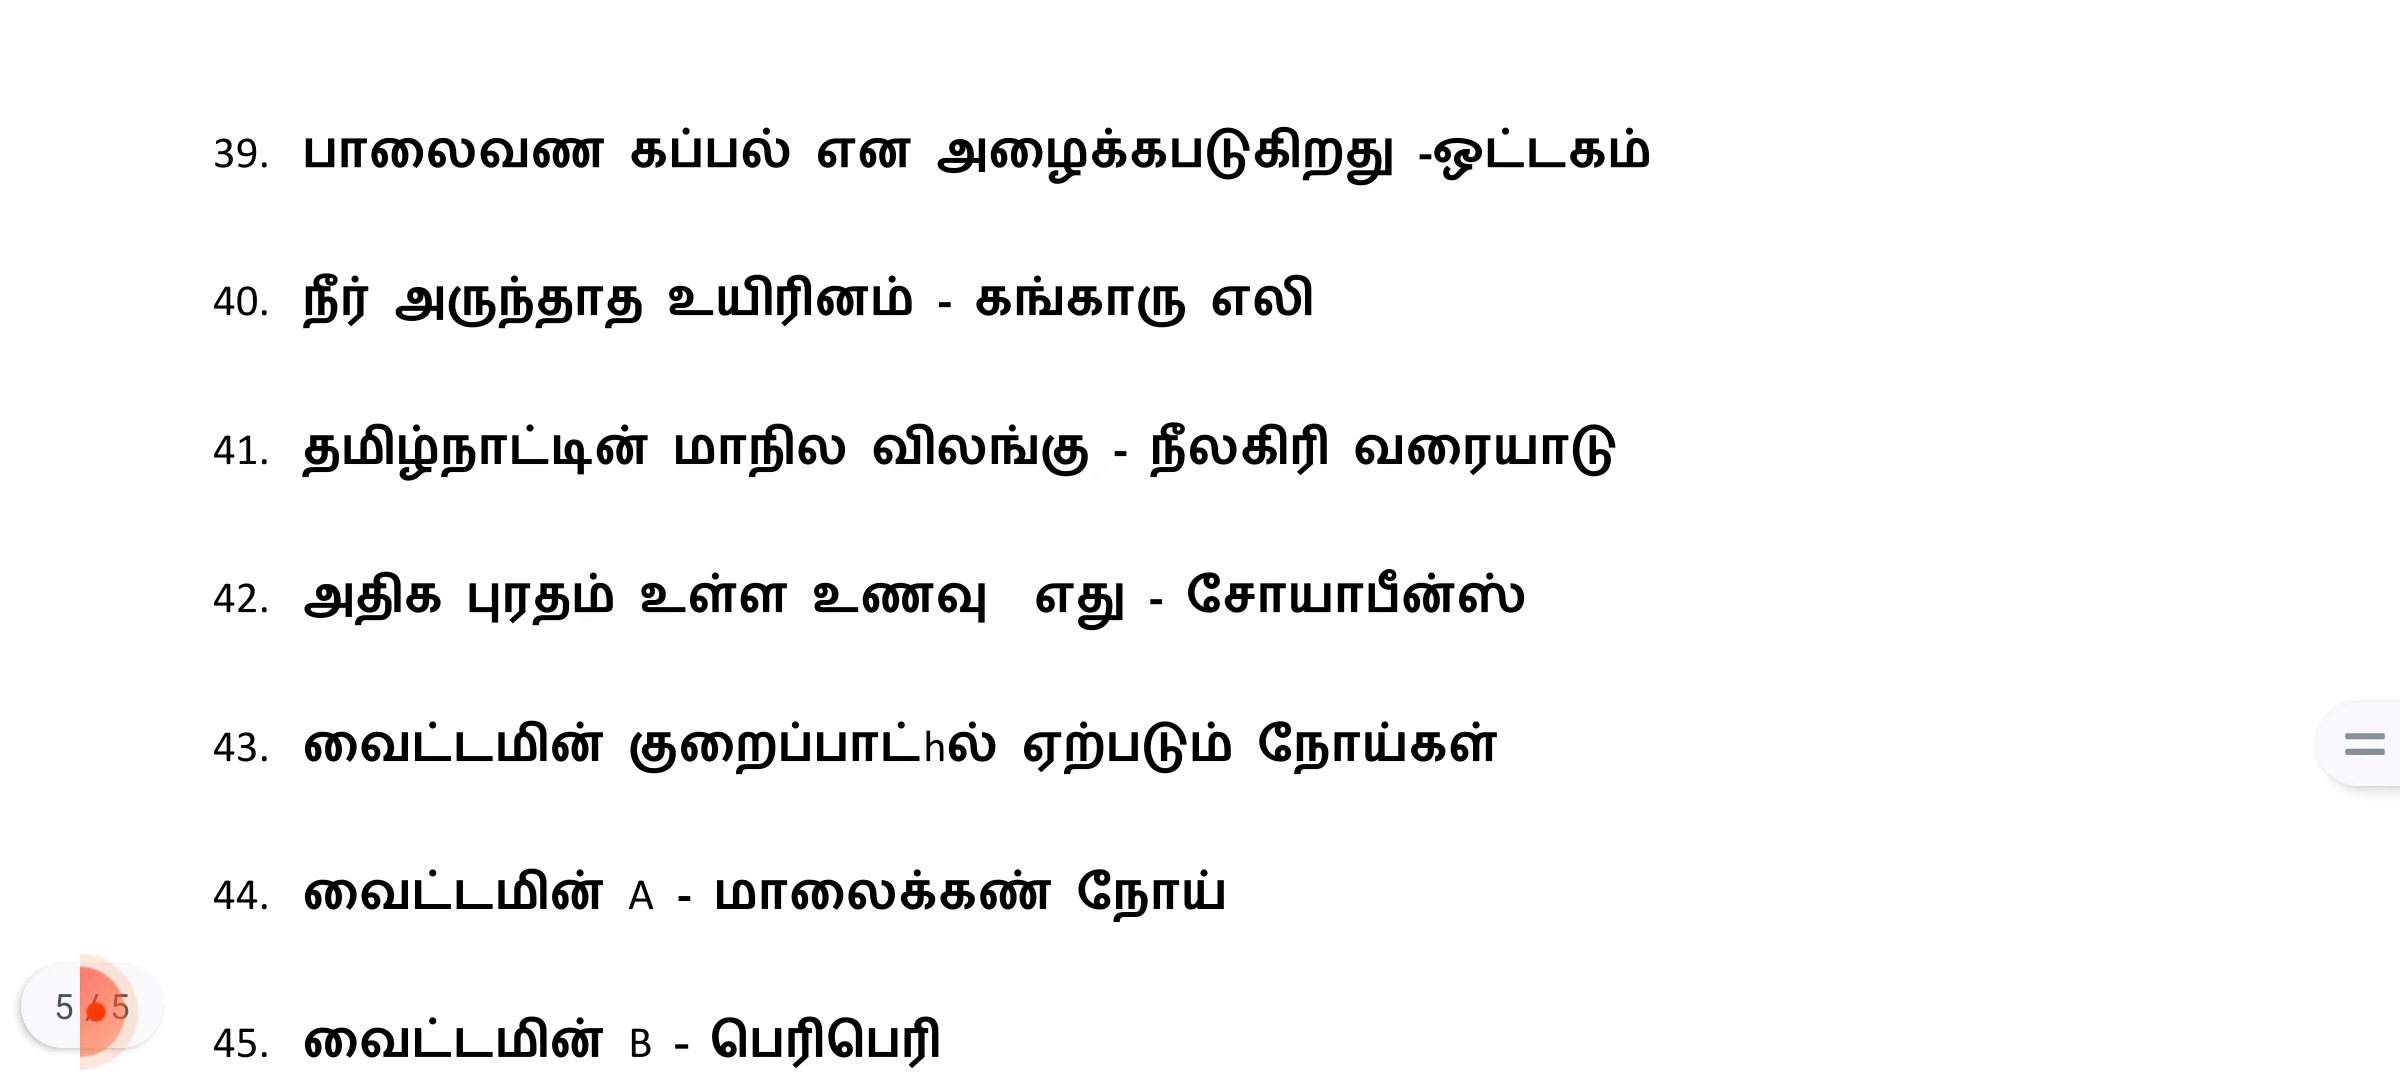 39. பாலைவண கப்பல் என அழைக்கபடுகிறது -ஒட்டகம்
40. நீர் அருந்தாத உயிரினம் - கங்காரு எலி
41. தமிழ்நாட்டின் மாநில விலங்கு - நீலகிரி வரையாடு
42. அதிக புரதம் உள்ள உணவு எது - சோயாபீன்ஸ்
43. வைட்டமின் குறைப்பாட்hல் ஏற்படும் நோய்கள்
44. வைட்டமின் A - மாலைக்கண் நோய்
5 / 5
45. வைட்டமின் B - பெரிபெரி